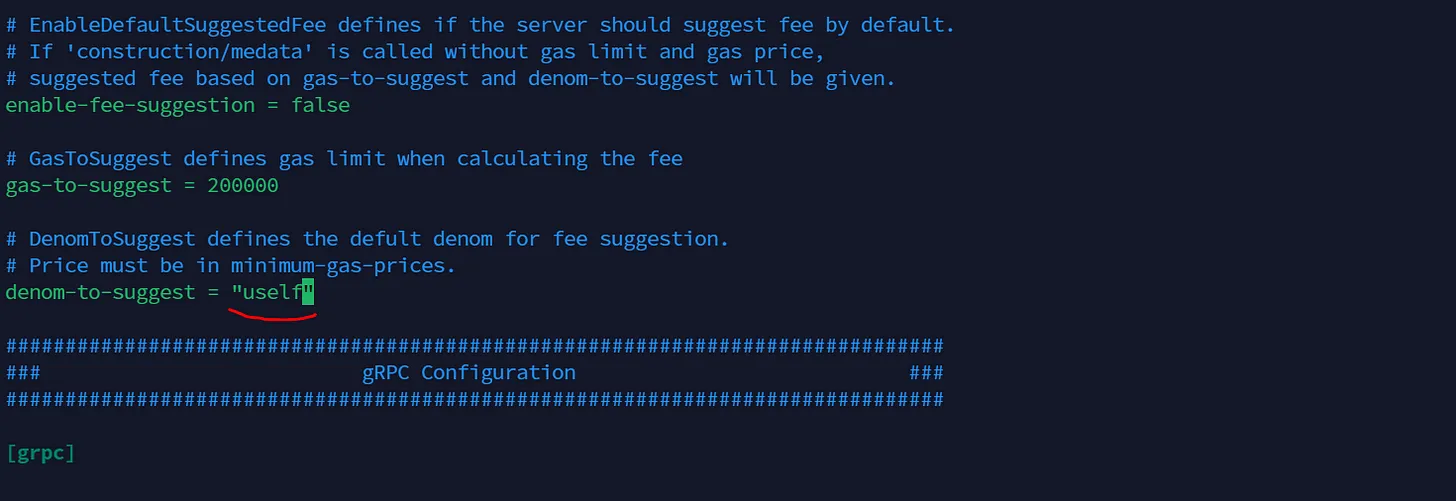 # EnableDefaultSuggestedFee defines if the server should suggest fee by default.
# If 'construction/medata' is called without gas limit and gas price,
# suggested fee based on gas-to-suggest and denom-to-suggest will be given.
enable-fee-suggestion = false
# GasToSuggest defines gas limit when calculating the fee
gas-to-suggest = 200000
# DenomToSuggest defines the defult denom for fee suggestion.
# Price must be in minimum-gas-prices.
denom-to-suggest = "uself"
###############################################################################
###                           gRPC Configuration                            ###
###############################################################################
[grpc]